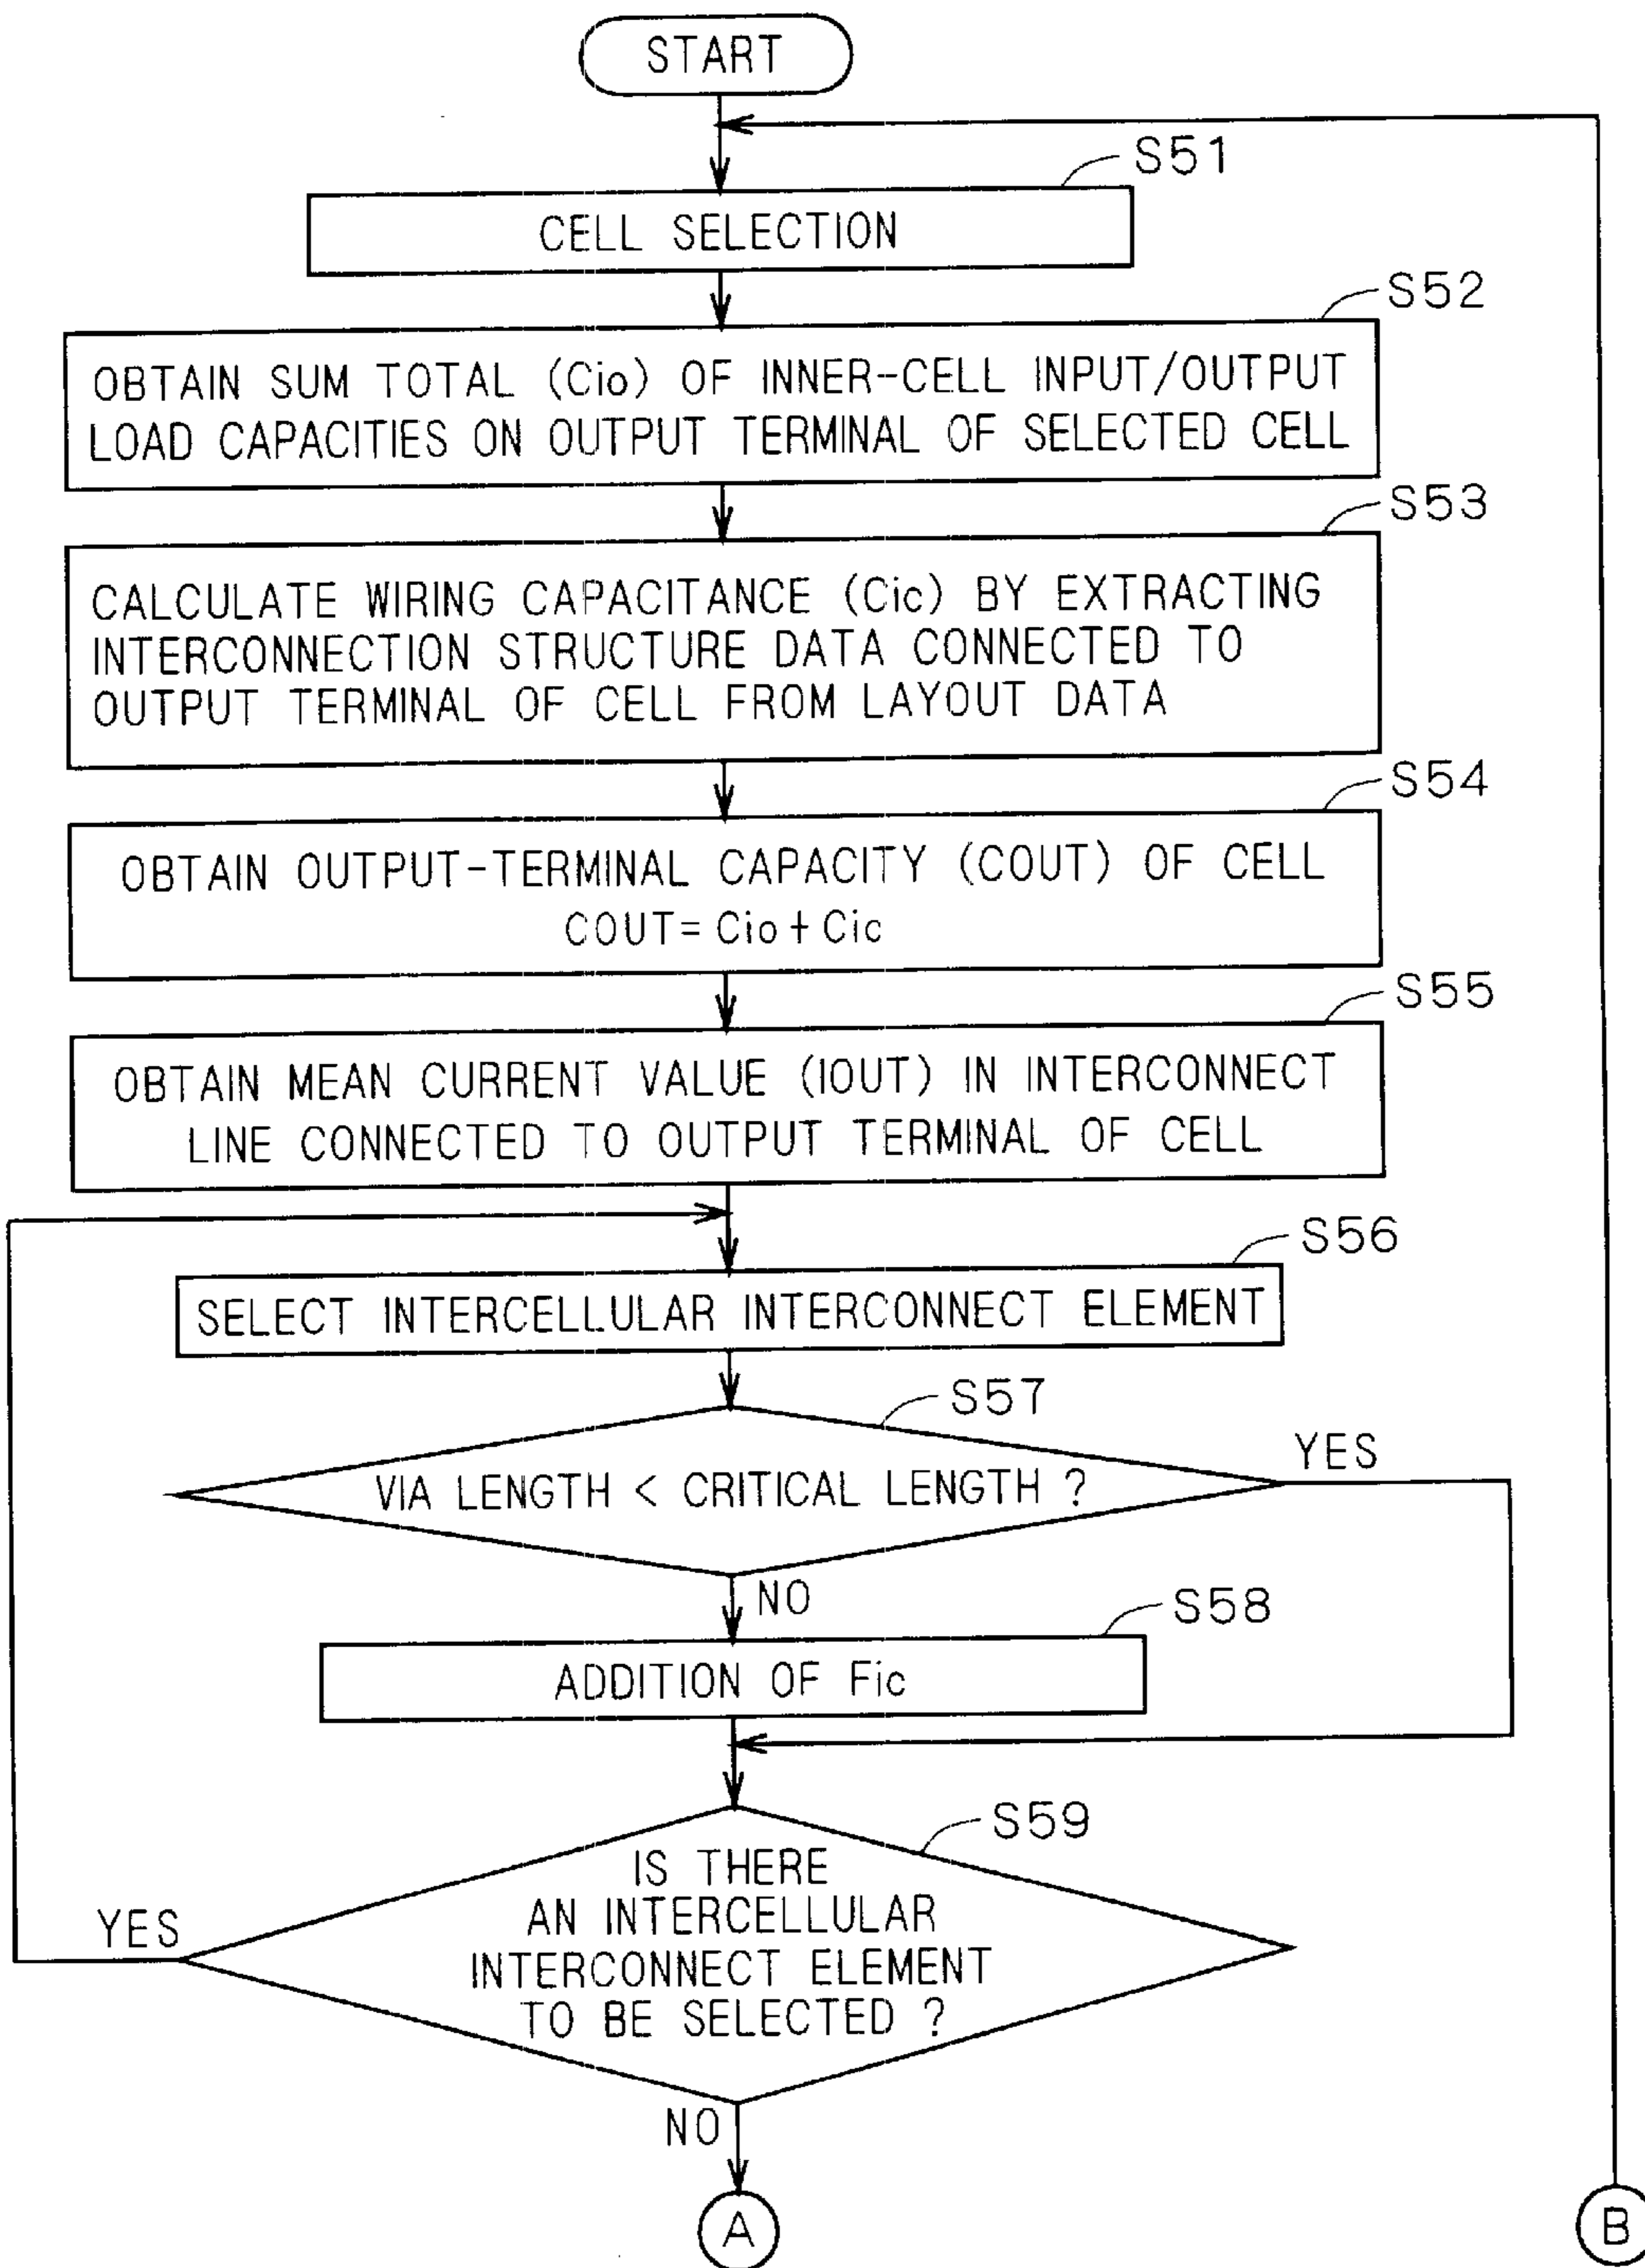 START
S51
CELL SELECTION
S52
OBTAIN SUM TOTAL (Cio) OF INNER-CELL INPUT/OUTPUT
LOAD CAPACITIES ON OUTPUT TERMINAL OF SELECTED CELL
S53
CALCULATE WIRING CAPACITANCE (Cic) BY EXTRACTING
INTERCONNECTION STRUCTURE DATA CONNECTED TO
OUTPUT TERMINAL OF CELL FROM LAYOUT DATA
S54
OBTAIN OUTPUT-TERMINAL CAPACITY (COUT) OF CELL
COUT= Cio + Cic
S55
OBTAIN MEAN CURRENT VALUE (IOUT) IN INTERCONNECT
LINE CONNECTED TO OUTPUT TERMINAL OF CELL
S56
SELECT INTERCELLULAR INTERCONNECT ELEMENT
S57
YES
VIA LENGTH < CRITICAL LENGTH ?
NO
S58
ADDITION OF Fic
S59
IS THERE
AN INTERCELLULAR
YES
INTERCONNECT ELEMENT
TO BE SELECTED ?
NO
A
B